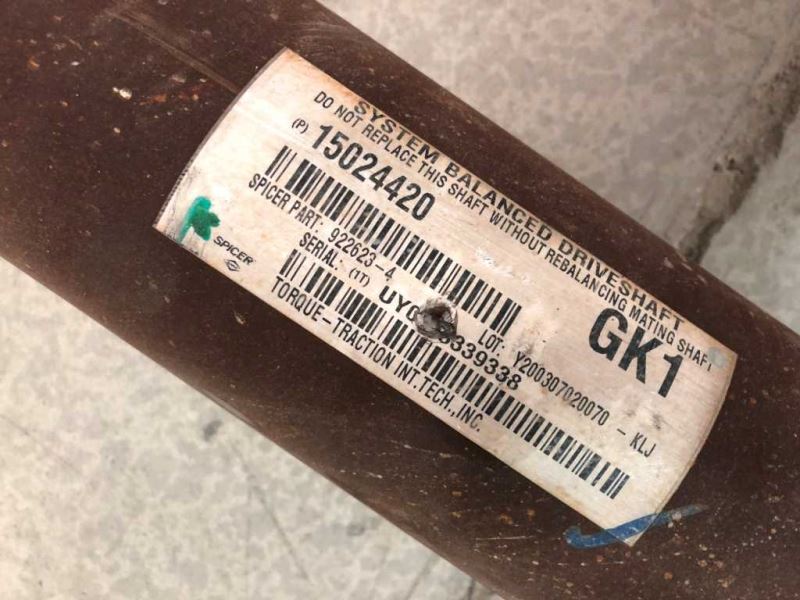 SYSTEM BALANCED DRIVESHAFT
DO NOT REPLACE THIS SHAFT WITHOUT REBALANCING MATING SHAFT
(P) 15024420
GK1
SPICER PART: 922623-4
LOT: Y200307020070 - KLJ
SERIAL: (1T)
TORQUE-TRACTION INT.TECH.,INC.
SPICER